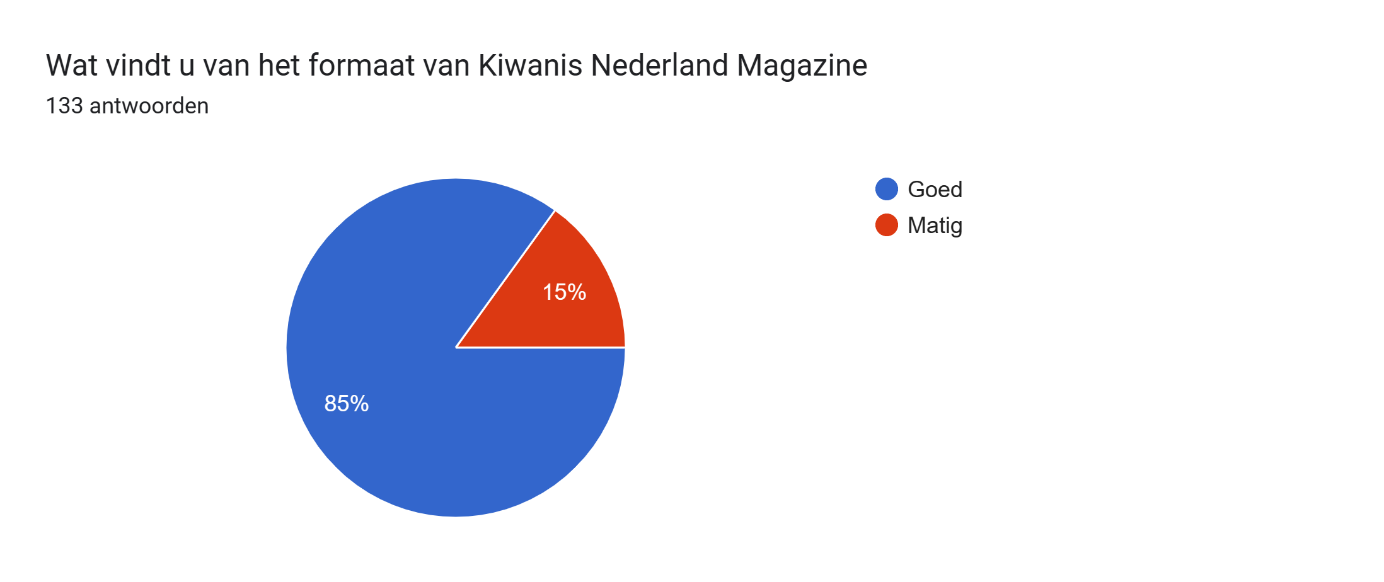 Wat vindt u van het formaat van Kiwanis Nederland Magazine
133 antwoorden
Goed
Matig
15%
85%